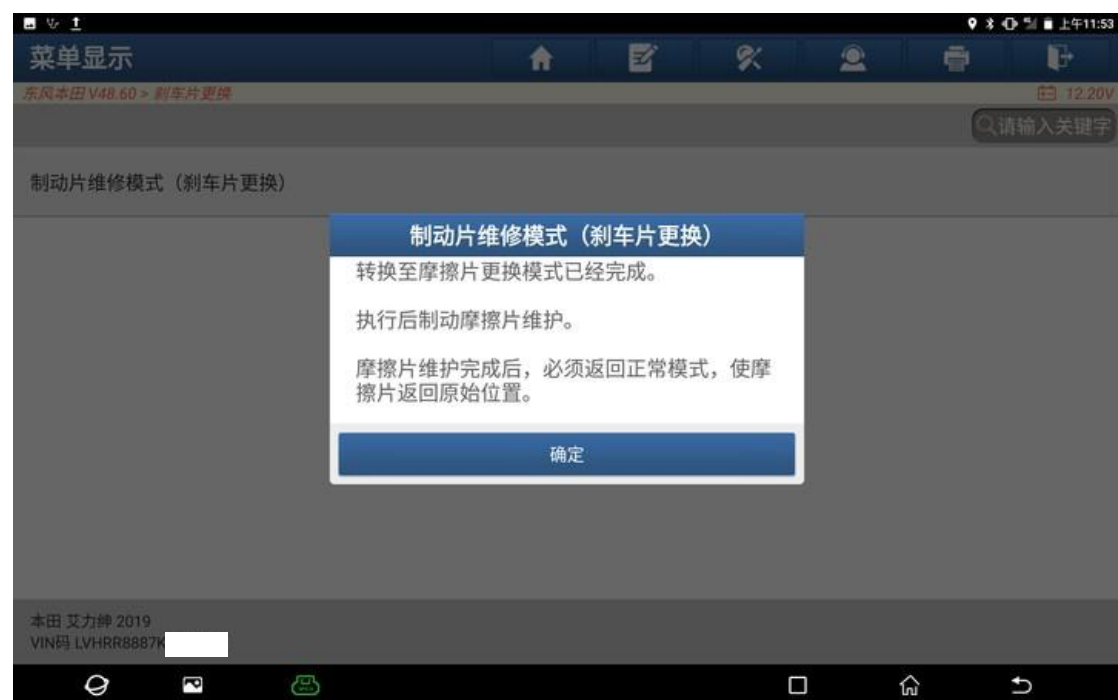 上午11:53
菜单显示
东风本田 V48.60 > 刹车片更换
12.20V
请输入关键字
制动片维修模式（刹车片更换）
制动片维修模式（刹车片更换）
转换至摩擦片更换模式已经完成。
执行后制动摩擦片维护。
摩擦片维护完成后，必须返回正常模式，使摩
擦片返回原始位置。
确定
本田 艾力绅 2019
VIN码 LVHRR8887K